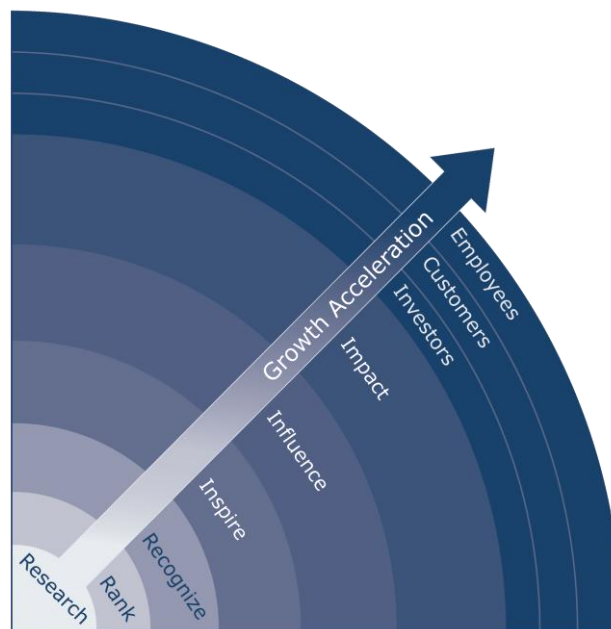 Growth Acceleration
Employees
Customers
Investors
Impact
Influence
Inspire
Recognize
Rank
Research